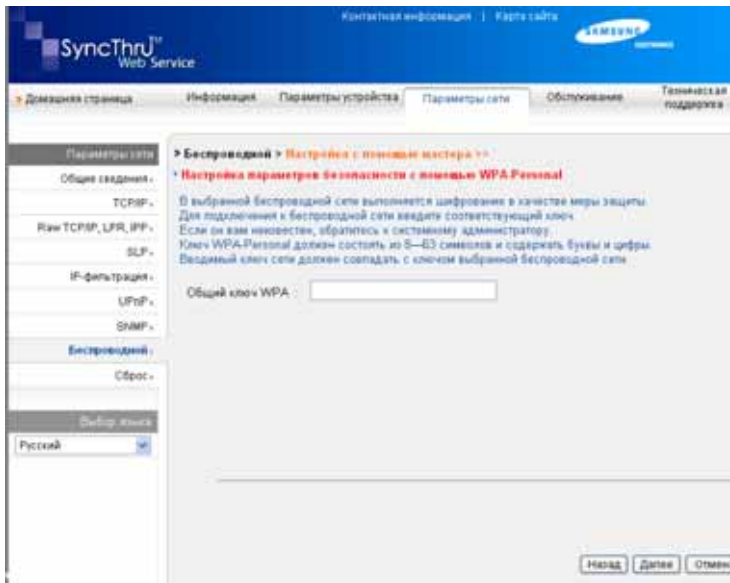 Контактная информация | Карта сайта
SAMSUNG
ELECTRONICS
SyncThru™
Web Service
Домашняя страница
Информация
Параметры устройства
Параметры сети
Обслуживание
Техническая
поддержка
Параметры сети
Общие сведения
TCP/IP
Raw TCP/IP, LPR, IPP
SLP
IP-фильтрация
UPnP
SNMP
Беспроводной
Сброс
Выбор языка
Русский
> Беспроводной > Настройка с помощью мастера >>
Настройка параметров безопасности с помощью WPA-Personal
В выбранной беспроводной сети выполняется шифрование в качестве меры защиты.
Для подключения к беспроводной сети введите соответствующий ключ.
Если он вам неизвестен, обратитесь к системному администратору.
Ключ WPA-Personal должен состоять из 8—63 символов и содержать буквы и цифры.
Вводимый ключ сети должен совпадать с ключом выбранной беспроводной сети
Общий ключ WPA :
Назад
Далее
Отмен